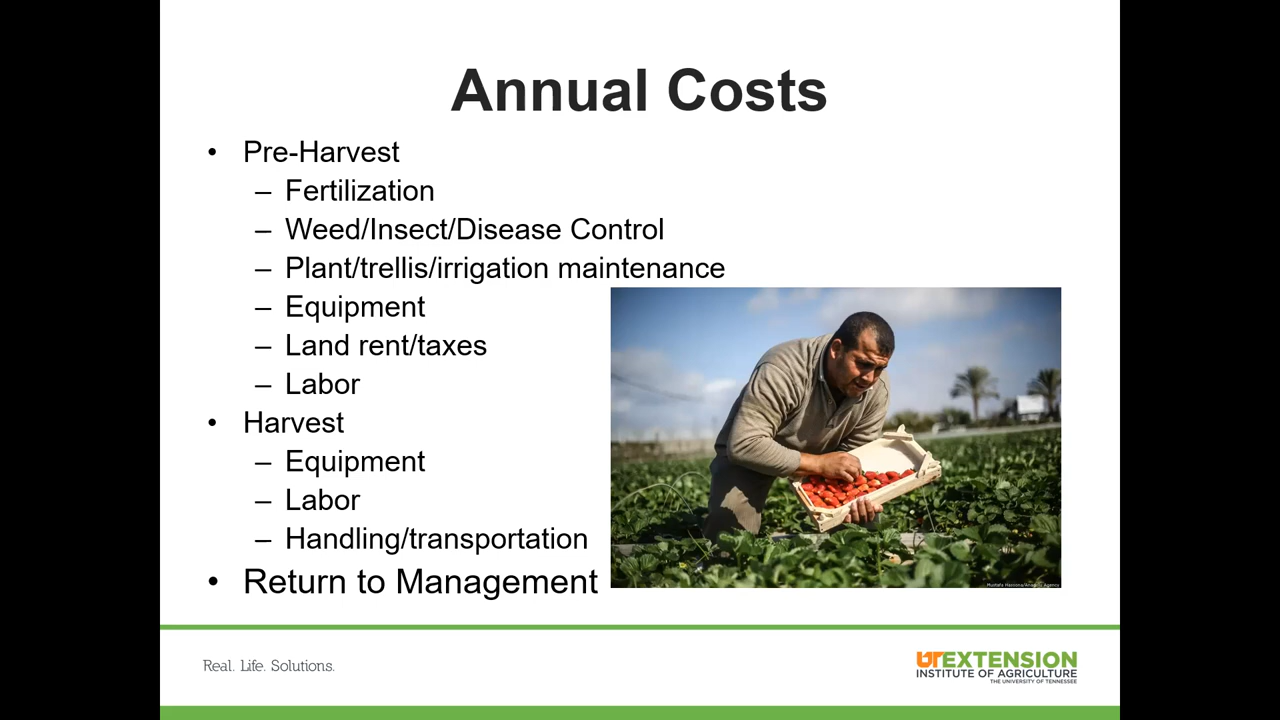 Annual Costs
• Pre-Harvest
– Fertilization
– Weed/Insect/Disease Control
– Plant/trellis/irrigation maintenance
– Equipment
– Land rent/taxes
– Labor
• Harvest
– Equipment
– Labor
– Handling/transportation
• Return to Management
Real. Life. Solutions.
UTEXTENSION
INSTITUTE OF AGRICULTURE
THE UNIVERSITY OF TENNESSEE